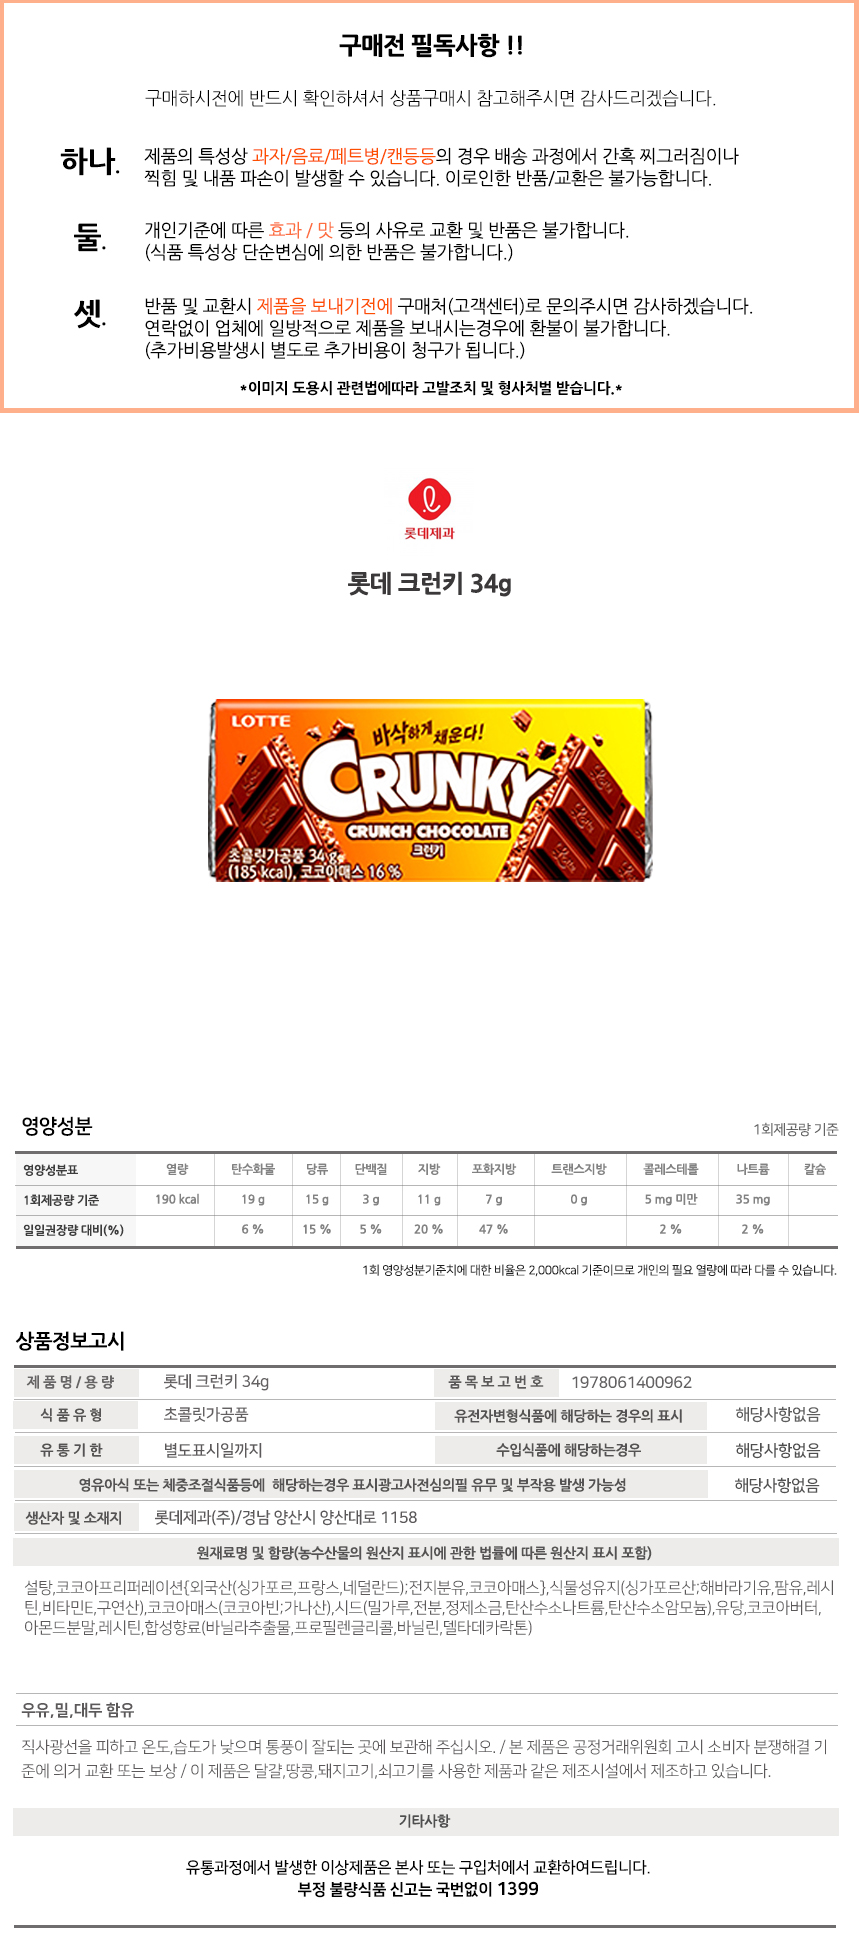 구매전 필독사항 !!
구매하시전에 반드시 확인하셔서 상품구매시 참고해주시면 감사드리겠습니다.
하나. 제품의 특성상 과자/음료/페트병/캔등등의 경우 배송 과정에서 간혹 찌그러짐이나
찍힘 및 내품 파손이 발생할 수 있습니다. 이로인한 반품/교환은 불가능합니다.
둘. 개인기준에 따른 효과 / 맛 등의 사유로 교환 및 반품은 불가합니다.
(식품 특성상 단순변심에 의한 반품은 불가합니다.)
셋. 반품 및 교환시 제품을 보내기전에 구매처(고객센터)로 문의주시면 감사하겠습니다.
연락없이 업체에 일방적으로 제품을 보내시는경우에 환불이 불가합니다.
(추가비용발생시 별도로 추가비용이 청구가 됩니다.)
*이미지 도용시 관련법에따라 고발조치 및 형사처벌 받습니다.*
롯데제과
롯데 크런키 34g
LOTTE
바삭하게 채운다!
CRUNKY
CRUNCH CHOCOLATE
크런키
초콜릿가공품 34 g
(185 kcal), 코코아매스 16 %
영양성분
1회제공량 기준
영양성분표 열량 탄수화물 당류 단백질 지방 포화지방 트랜스지방 콜레스테롤 나트륨 칼슘
1회제공량 기준 190 kcal 19 g 15 g 3 g 11 g 7 g 0 g 5 mg 미만 35 mg
일일권장량 대비(%) 6 % 15 % 5 % 20 % 47 % 2 % 2 %
1회 영양성분기준치에 대한 비율은 2,000kcal 기준이므로 개인의 필요 열량에 따라 다를 수 있습니다.
상품정보고시
제품명/용량 롯데 크런키 34g 품목보고번호 1978061400962
식품유형 초콜릿가공품 유전자변형식품에 해당하는 경우의 표시 해당사항없음
유통기한 별도표시일까지 수입식품에 해당하는경우 해당사항없음
영유아식 또는 체중조절식품등에 해당하는경우 표시광고사전심의필 유무 및 부작용 발생 가능성 해당사항없음
생산자 및 소재지 롯데제과(주)/경남 양산시 양산대로 1158
원재료명 및 함량(농수산물의 원산지 표시에 관한 법률에 따른 원산지 표시 포함)
설탕,코코아프리퍼레이션{외국산(싱가포르,프랑스,네덜란드);전지분유,코코아매스},식물성유지(싱가포르산;해바라기유,팜유,레시
틴,비타민E,구연산),코코아매스(코코아빈;가나산),시드(밀가루,전분,정제소금,탄산수소나트륨,탄산수소암모늄),유당,코코아버터,
아몬드분말,레시틴,합성향료(바닐라추출물,프로필렌글리콜,바닐린,델타데카락톤)
우유,밀,대두 함유
직사광선을 피하고 온도,습도가 낮으며 통풍이 잘되는 곳에 보관해 주십시오. / 본 제품은 공정거래위원회 고시 소비자 분쟁해결 기
준에 의거 교환 또는 보상 / 이 제품은 달걀,땅콩,돼지고기,쇠고기를 사용한 제품과 같은 제조시설에서 제조하고 있습니다.
기타사항
유통과정에서 발생한 이상제품은 본사 또는 구입처에서 교환하여드립니다.
부정 불량식품 신고는 국번없이 1399